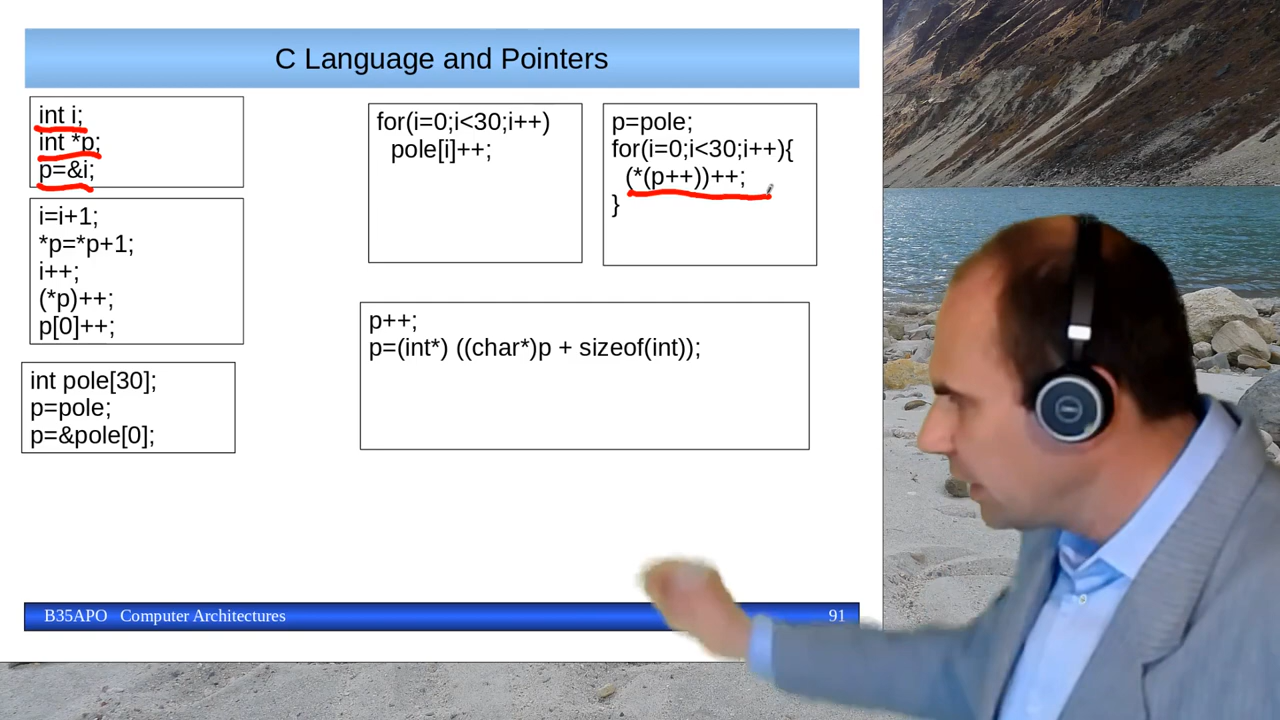 C Language and Pointers
int i;
int *p;
p=&i;
i=i+1;
*p=*p+1;
i++;
(*p)++;
p[0]++;
int pole[30];
p=pole;
p=&pole[0];
for(i=0;i<30;i++)
pole[i]++;
p=pole;
for(i=0;i<30;i++){
(*(p++))++;
}
p++;
p=(int*) ((char*)p + sizeof(int));
B35APO Computer Architectures
91